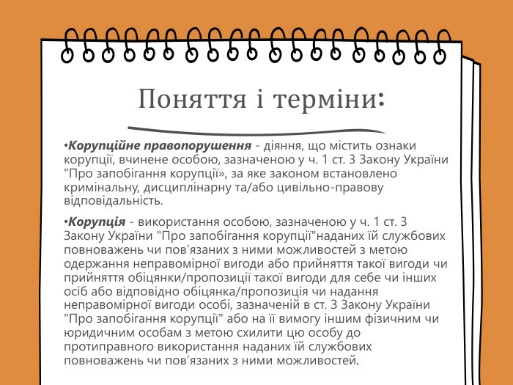 Поняття і терміни:
•Корупційне правопорушення - діяння, що містить ознаки
корупції, вчинене особою, зазначеною у ч. 1 ст. 3 Закону України
"Про запобігання корупції», за яке законом встановлено
кримінальну, дисциплінарну та/або цивільно-правову
відповідальність.
•Корупція - використання особою, зазначеною у ч. 1 ст. 3
Закону України "Про запобігання корупції"наданих їй службових
повноважень чи пов’язаних з ними можливостей з метою
одержання неправомірної вигоди або прийняття такої вигоди чи
прийняття обіцянки/пропозиції такої вигоди для себе чи інших
осіб або відповідно обіцянка/пропозиція чи надання
неправомірної вигоди особі, зазначеній в ст. 3 Закону України
"Про запобігання корупції" або на її вимогу іншим фізичним чи
юридичним особам з метою схилити цю особу до
протиправного використання наданих їй службових
повноважень чи пов’язаних з ними можливостей.